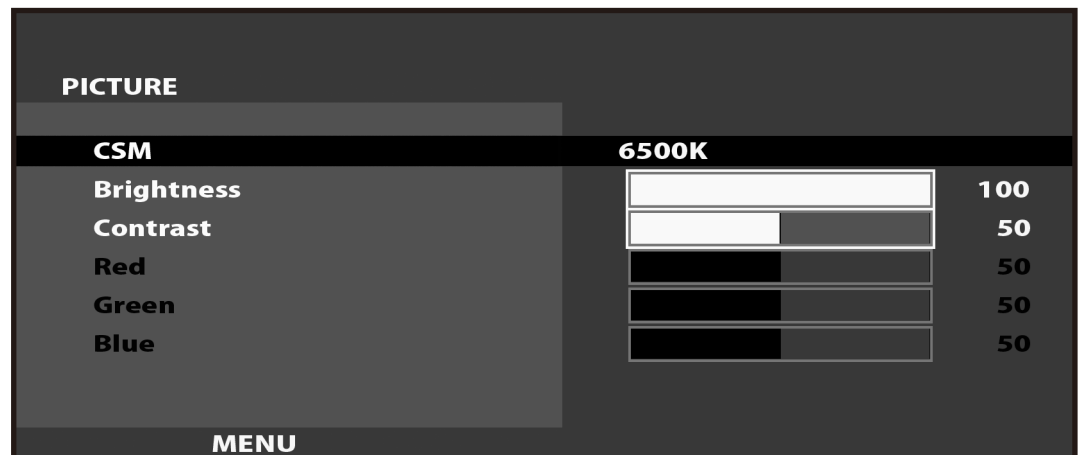 PICTURE
CSM 6500K
Brightness 100
Contrast 50
Red 50
Green 50
Blue 50
MENU